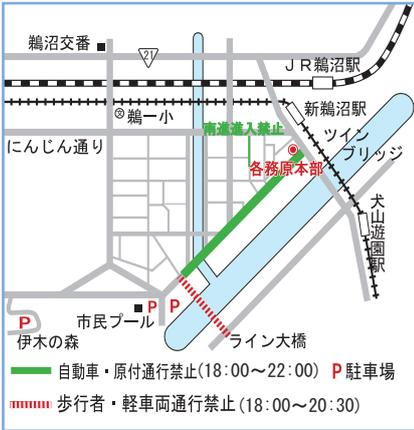 鵜沼交番
21
JR鵜沼駅
新鵜沼駅
鵜一小
南進進入禁止
ツイン
ブリッジ
にんじん通り
各務原本部
犬山遊園駅
市民プール
P P
P
伊木の森
ライン大橋
自動車・原付通行禁止(18:00〜22:00) P駐車場
歩行者・軽車両通行禁止(18:00〜20:30)